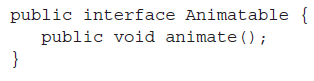 public interface Animatable {
   public void animate();
}